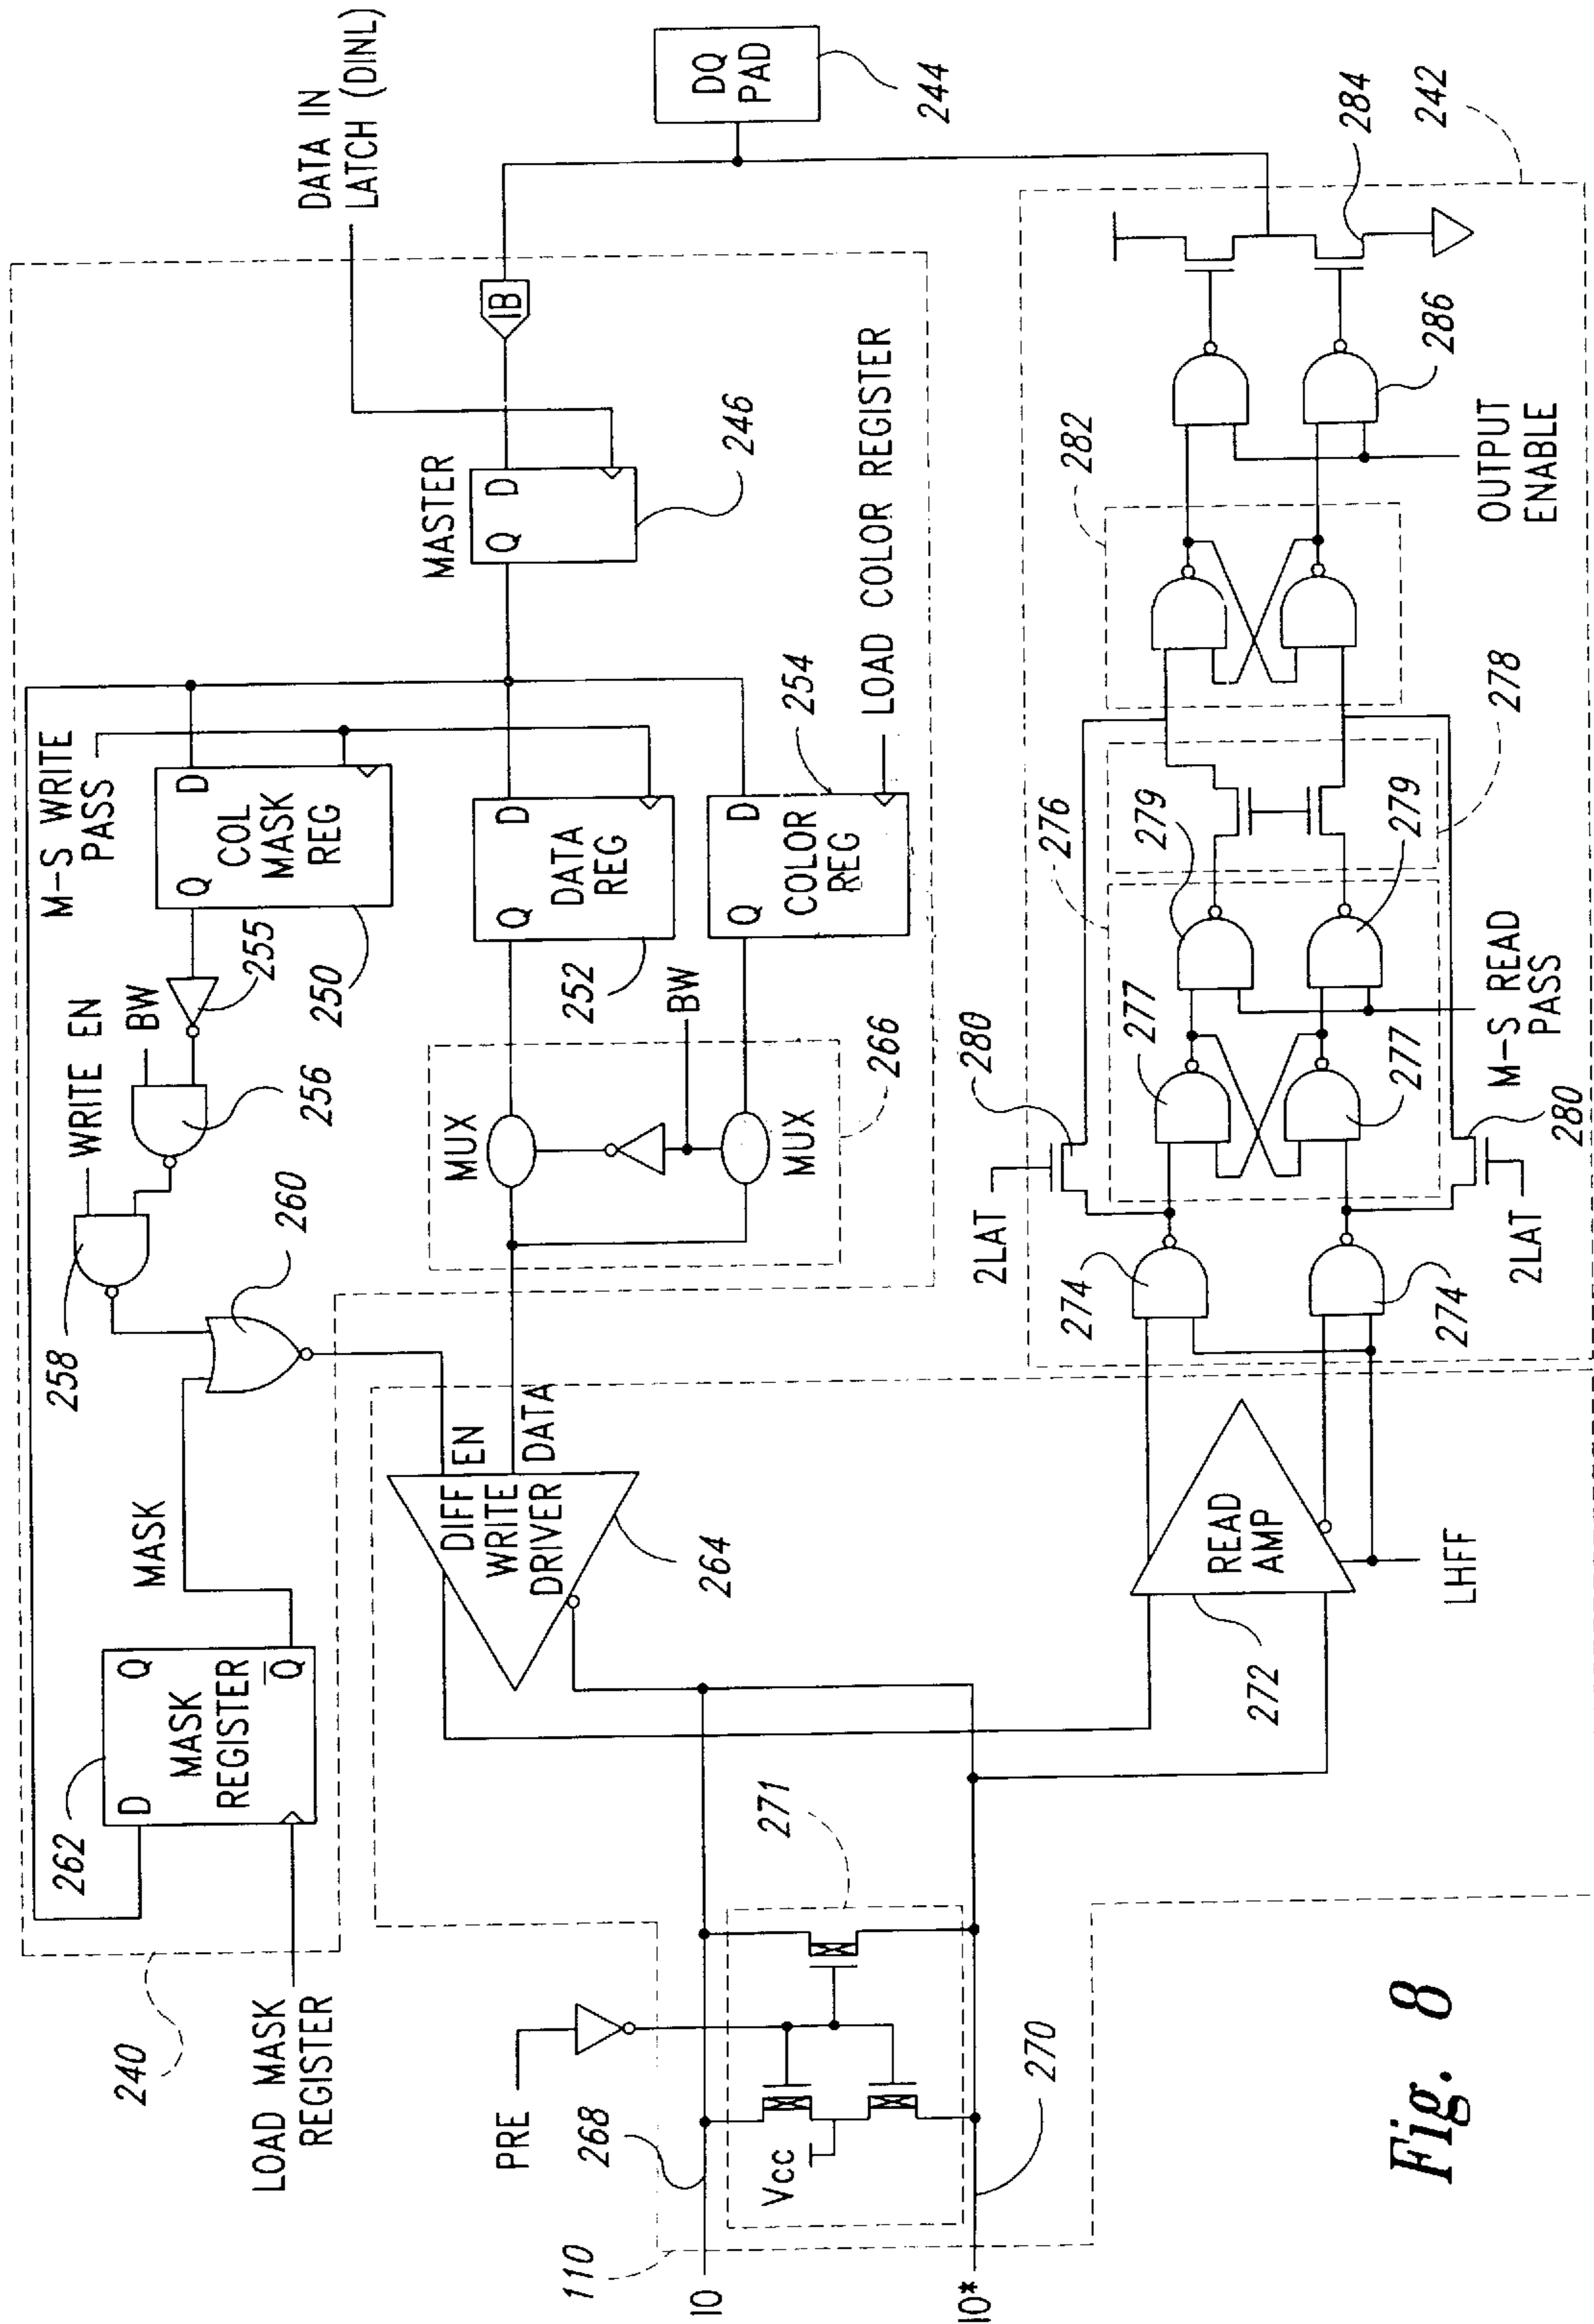 DATA IN
LATCH (DINL)
DQ
PAD
244
IB
M-S WRITE
PASS
MASTER
D
Q
246
D
COL
MASK
REG
Q
250
255
WRITE EN
BW
256
258
260
D
DATA
REG
Q
252
D
COLOR
REG
Q
254
LOAD COLOR REGISTER
MUX
BW
MUX
266
MASK
262
D
Q
MASK
REGISTER
Q
LOAD MASK
REGISTER
240
EN
DATA
DIFF
WRITE
DRIVER
264
PRE
268
Vcc
271
270
110
IO
IO*
READ
AMP
272
LHFF
274
274
2LAT
280
2LAT
280
276
277
277
279
279
M-S READ
PASS
278
282
OUTPUT
ENABLE
286
284
242
Fig. 8